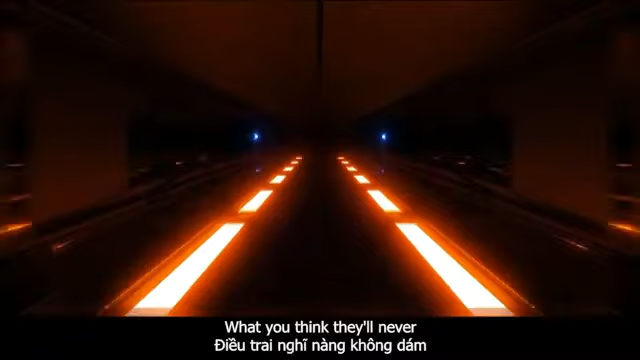 What you think they'll never
Điều trai nghĩ nàng không dám